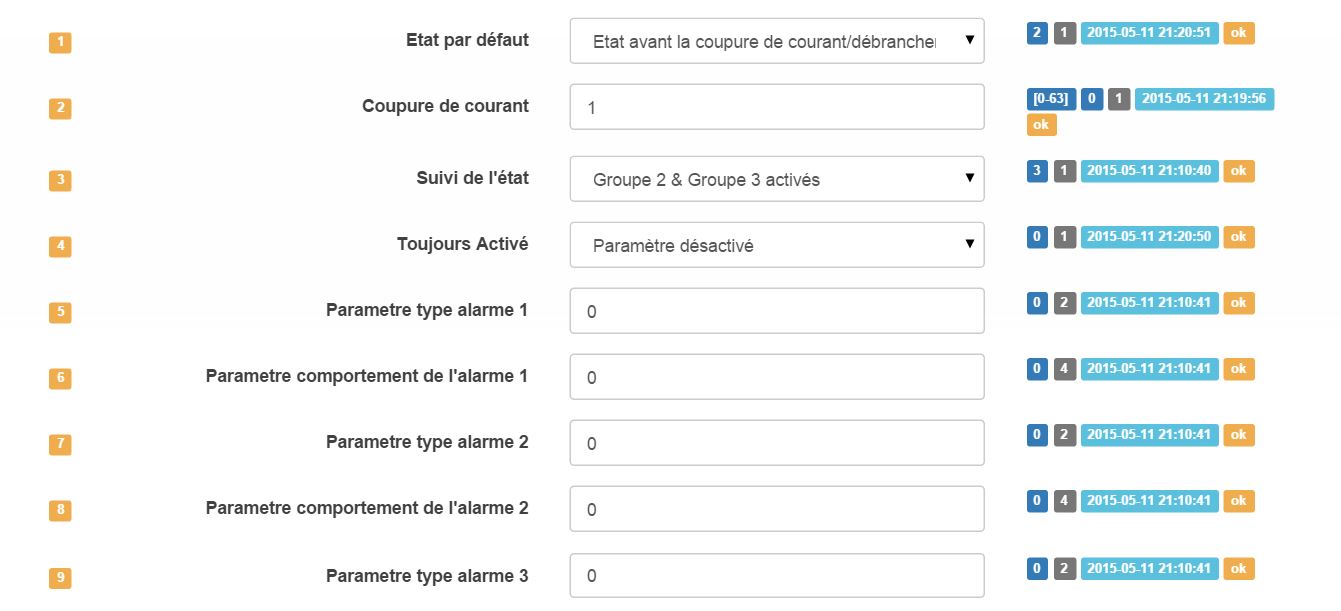 1 Etat par défaut Etat avant la coupure de courant/débrancher 2 1 2015-05-11 21:20:51 ok
2 Coupure de courant 1 [0-63] 0 1 2015-05-11 21:19:56
ok
3 Suivi de l'état Groupe 2 & Groupe 3 activés 3 1 2015-05-11 21:10:40 ok
4 Toujours Activé Paramètre désactivé 0 1 2015-05-11 21:20:50 ok
5 Parametre type alarme 1 0 0 2 2015-05-11 21:10:41 ok
6 Parametre comportement de l'alarme 1 0 0 4 2015-05-11 21:10:41 ok
7 Parametre type alarme 2 0 0 2 2015-05-11 21:10:41 ok
8 Parametre comportement de l'alarme 2 0 0 4 2015-05-11 21:10:41 ok
9 Parametre type alarme 3 0 0 2 2015-05-11 21:10:41 ok